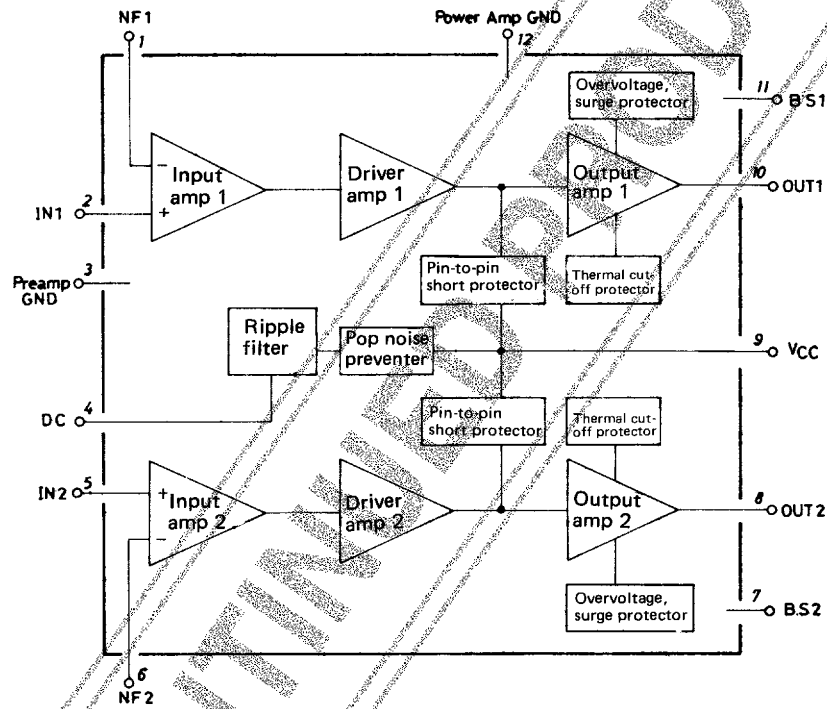 NF1
1
Power Amp GND
12
Overvoltage,
surge protector
11
B.S1
Input
amp 1
Driver
amp 1
Output
amp 1
10
OUT1
−
+
2
IN1
3
Preamp
GND
Pin-to-pin
short protector
Thermal cut-
off protector
Ripple
filter
Pop noise
preventer
9
VCC
4
DC
Pin-to-pin
short protector
Thermal cut-
off protector
5
IN2
+
−
Input
amp 2
Driver
amp 2
Output
amp 2
8
OUT2
Overvoltage,
surge protector
7
B.S2
6
NF2
TINUED PROD